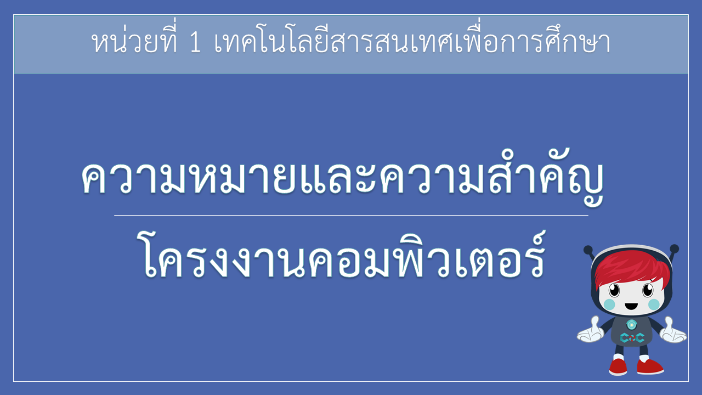 หน่วยที่ 1 เทคโนโลยีสารสนเทศเพื่อการศึกษา
ความหมายและความสำคัญ
โครงงานคอมพิวเตอร์